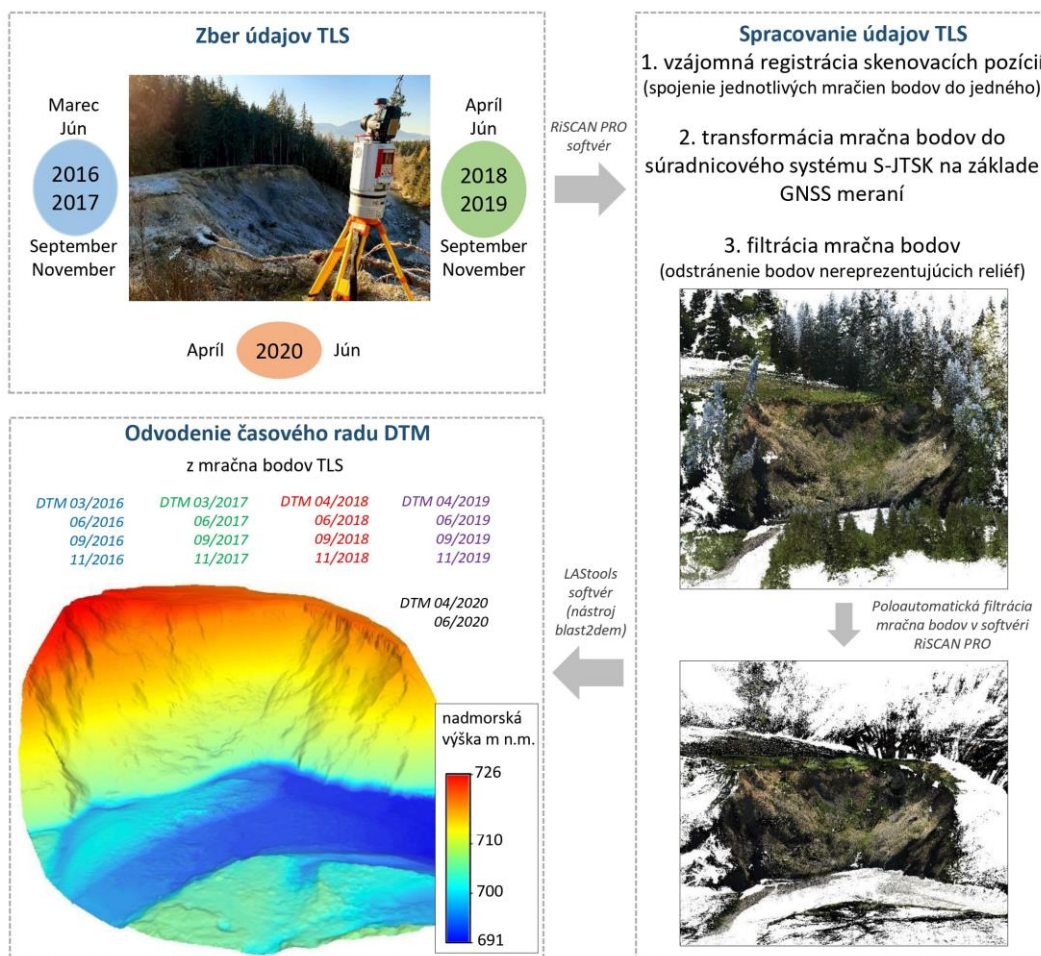 Zber údajov TLS
Marec
Jún
2016
2017
September
November
Apríl
Jún
2018
2019
September
November
Apríl
2020
Jún
RiSCAN PRO
softvér
Spracovanie údajov TLS
1. vzájomná registrácia skenovacích pozícií
(spojenie jednotlivých mračien bodov do jedného)
2. transformácia mračna bodov do
súradnicového systému S-JTSK na základe
GNSS meraní
3. filtrácia mračna bodov
(odstránenie bodov nereprezentujúcich reliéf)
Poloautomatická filtrácia
mračna bodov v softvéri
RiSCAN PRO
LAStools
softvér
(nástroj
blast2dem)
Odvodenie časového radu DTM
z mračna bodov TLS
DTM 03/2016
06/2016
09/2016
11/2016
DTM 03/2017
06/2017
09/2017
11/2017
DTM 04/2018
06/2018
09/2018
11/2018
DTM 04/2019
06/2019
09/2019
11/2019
DTM 04/2020
06/2020
nadmorská
výška m n.m.
726
710
700
691